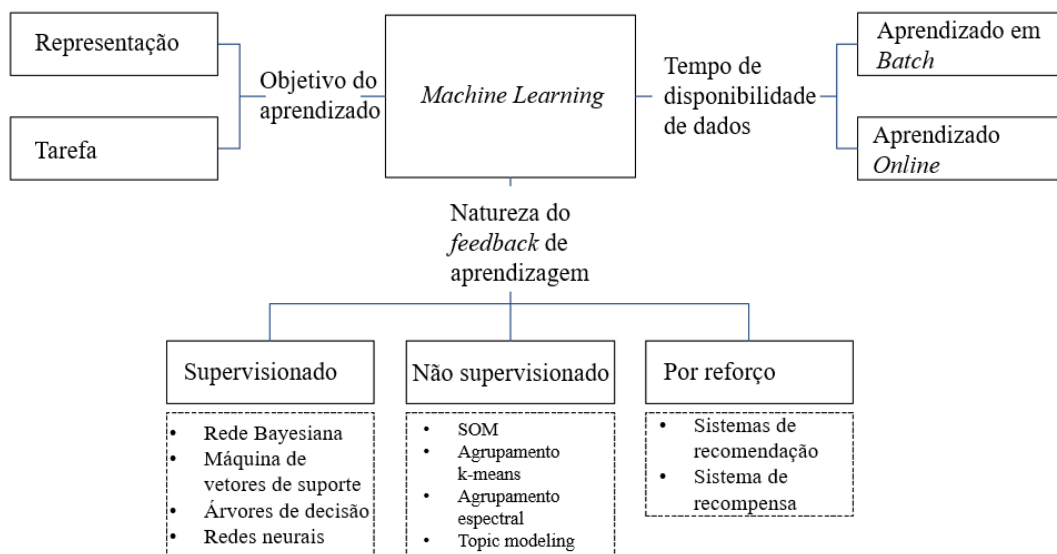 Representação
Tarefa
Objetivo do
aprendizado
Machine Learning
Tempo de
disponibilidade
de dados
Aprendizado em
Batch
Aprendizado
Online
Natureza do
feedback de
aprendizagem
Supervisionado
• Rede Bayesiana
• Máquina de
vetores de suporte
• Árvores de decisão
• Redes neurais
Não supervisionado
• SOM
• Agrupamento
k-means
• Agrupamento
espectral
• Topic modeling
Por reforço
• Sistemas de
recomendação
• Sistema de
recompensa